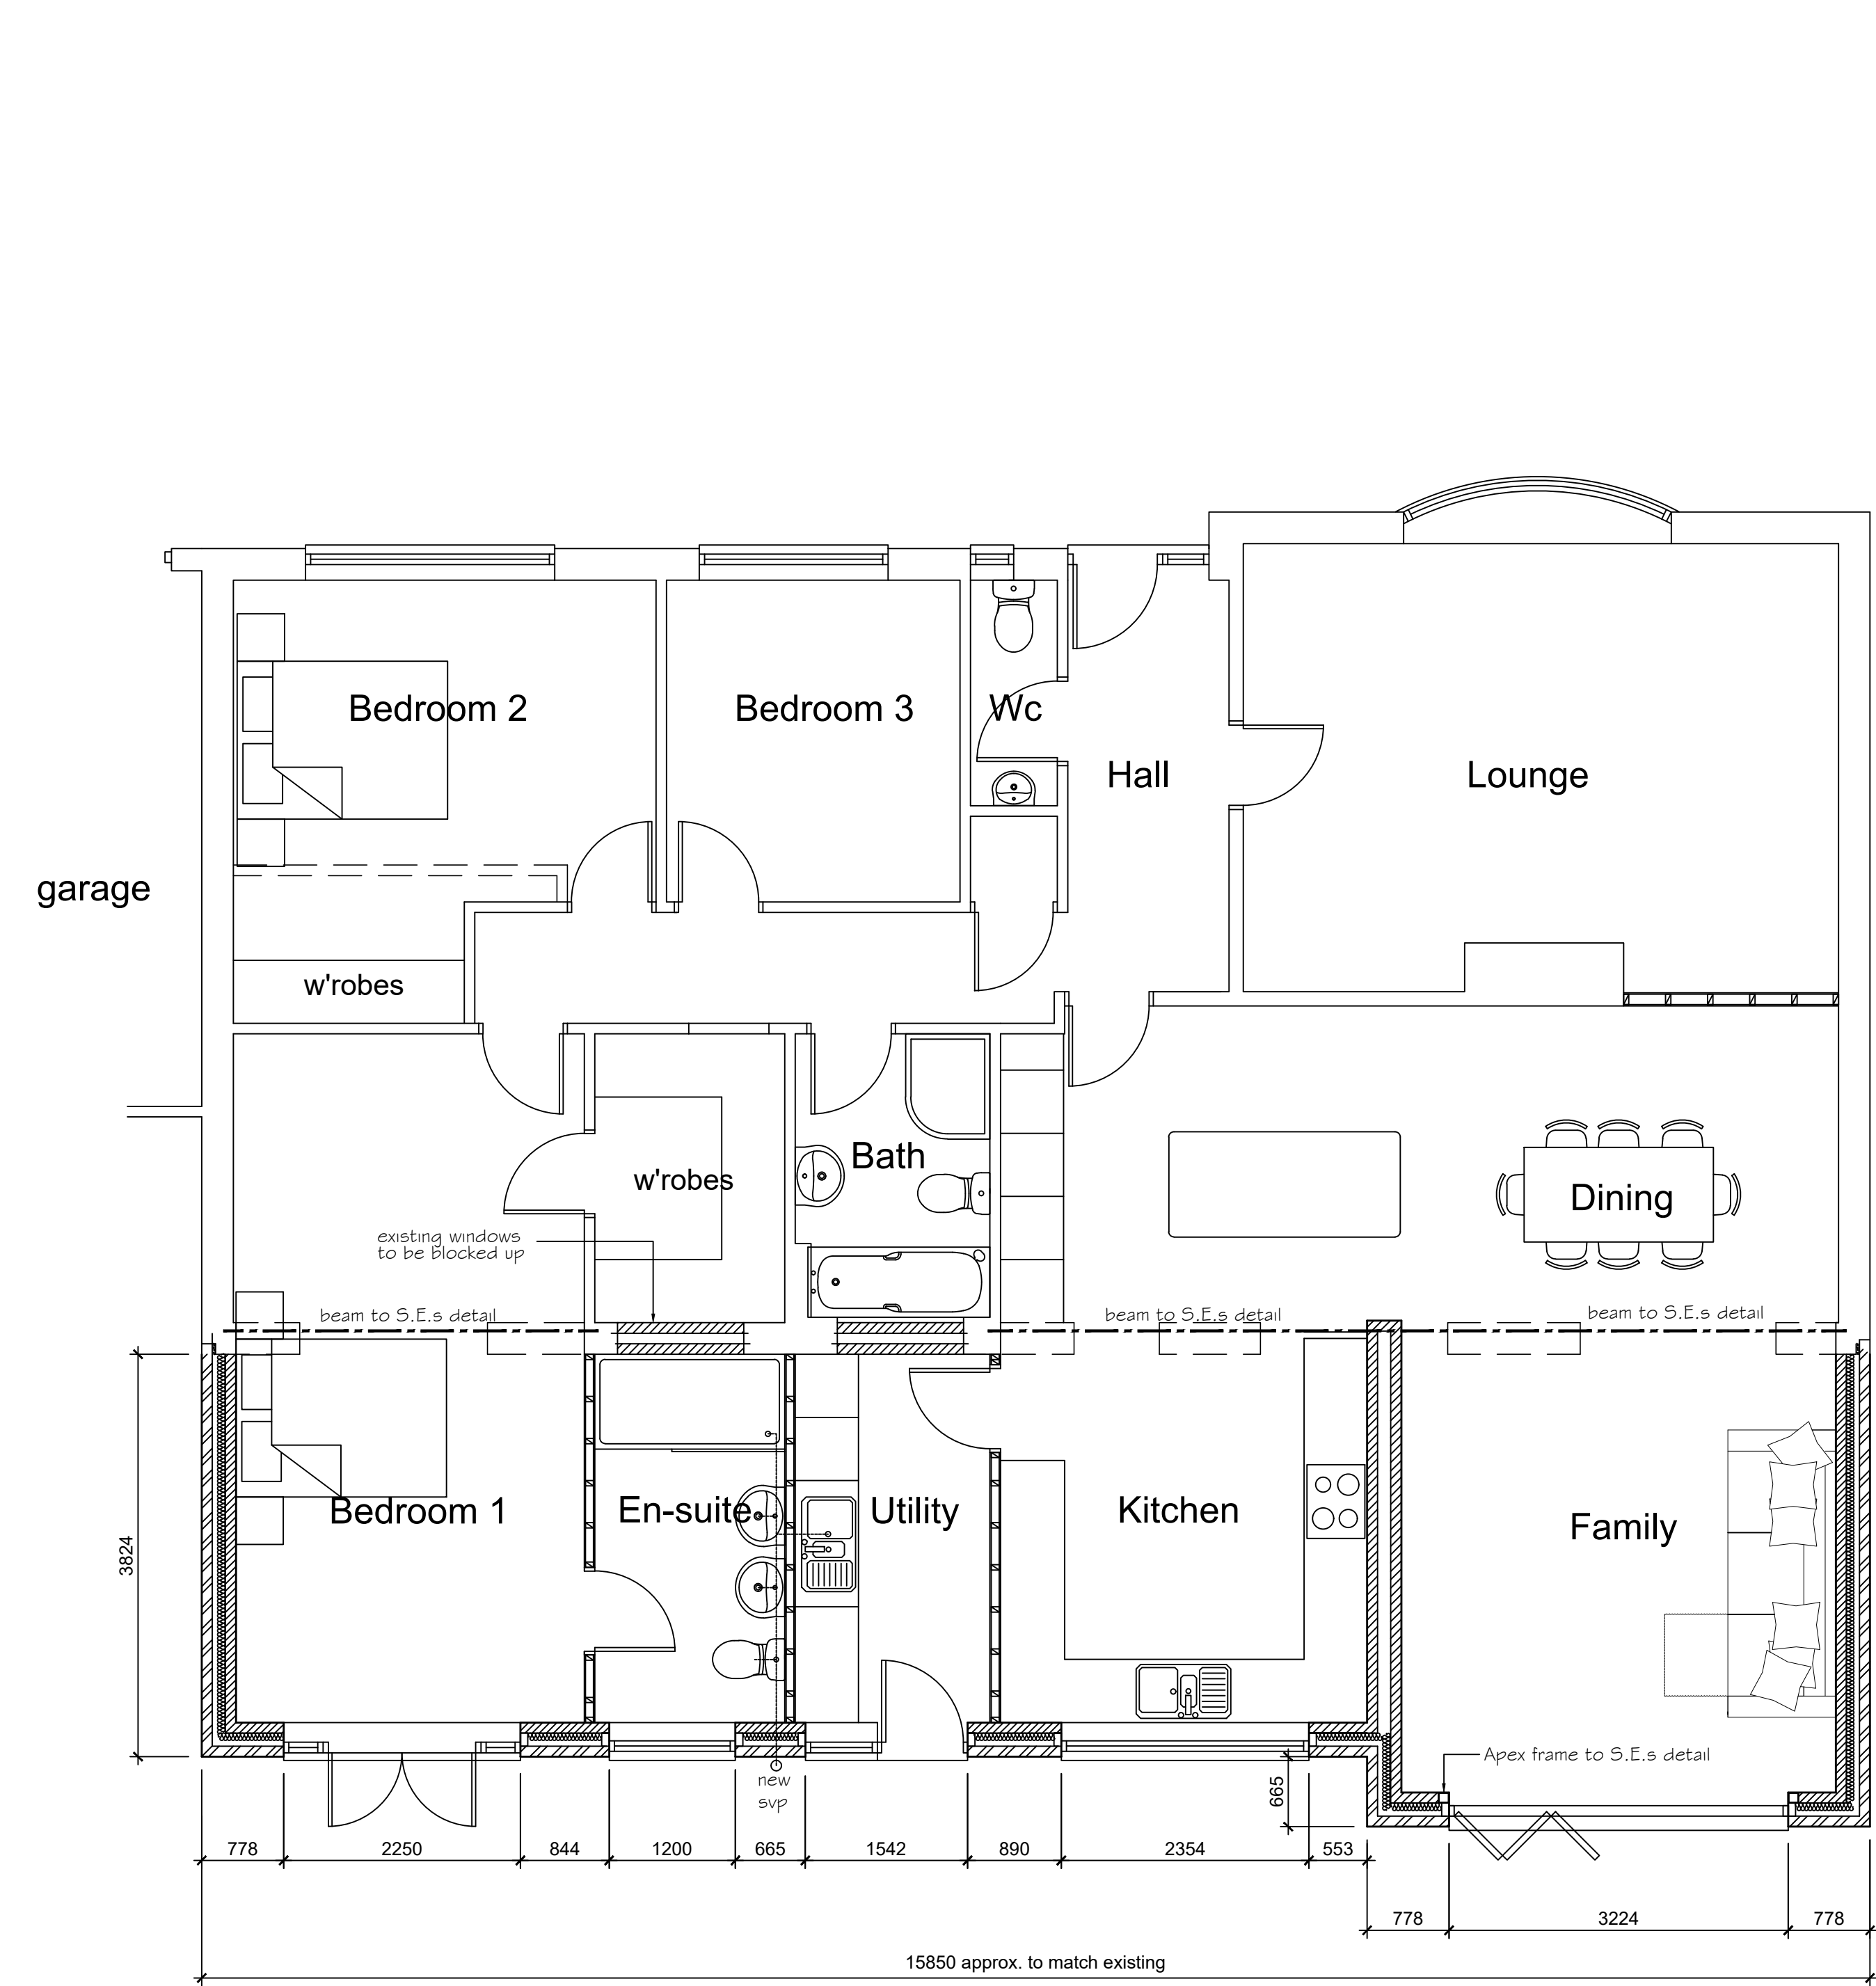 Bedroom 2
Bedroom 3
Wc
Hall
Lounge
garage
w'robes
w'robes
Bath
Dining
existing windows
to be blocked up
beam to S.E.s detail
beam to S.E.s detail
beam to S.E.s detail
Bedroom 1
En-suite
Utility
Kitchen
Family
3824
Apex frame to S.E.s detail
new
svp
665
778
2250
844
1200
665
1542
890
2354
553
778
3224
778
15850 approx. to match existing